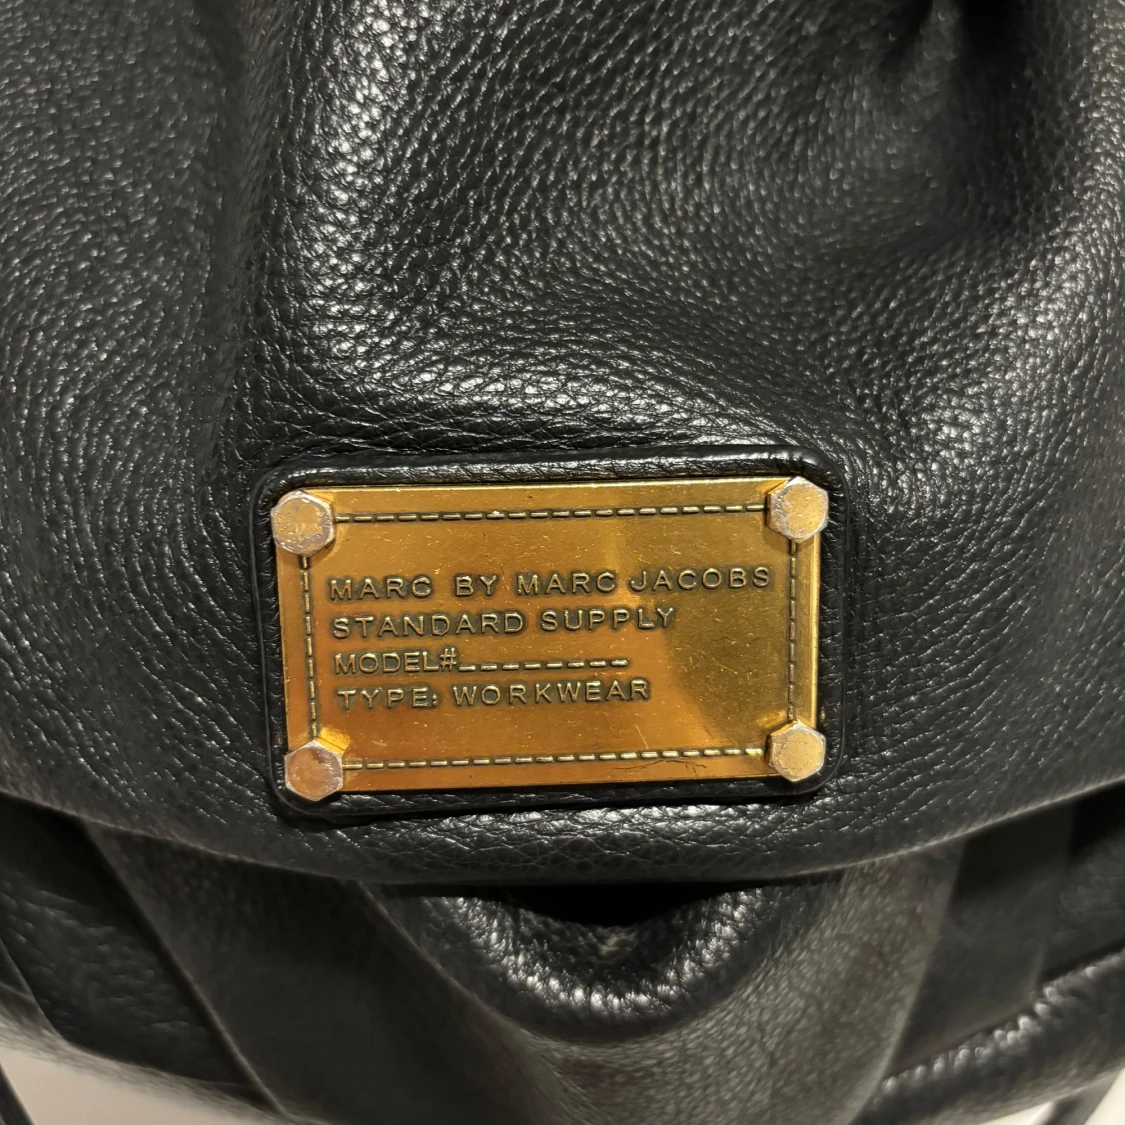 MARC BY MARC JACOBS
STANDARD SUPPLY
MODEL#________
TYPE: WORKWEAR